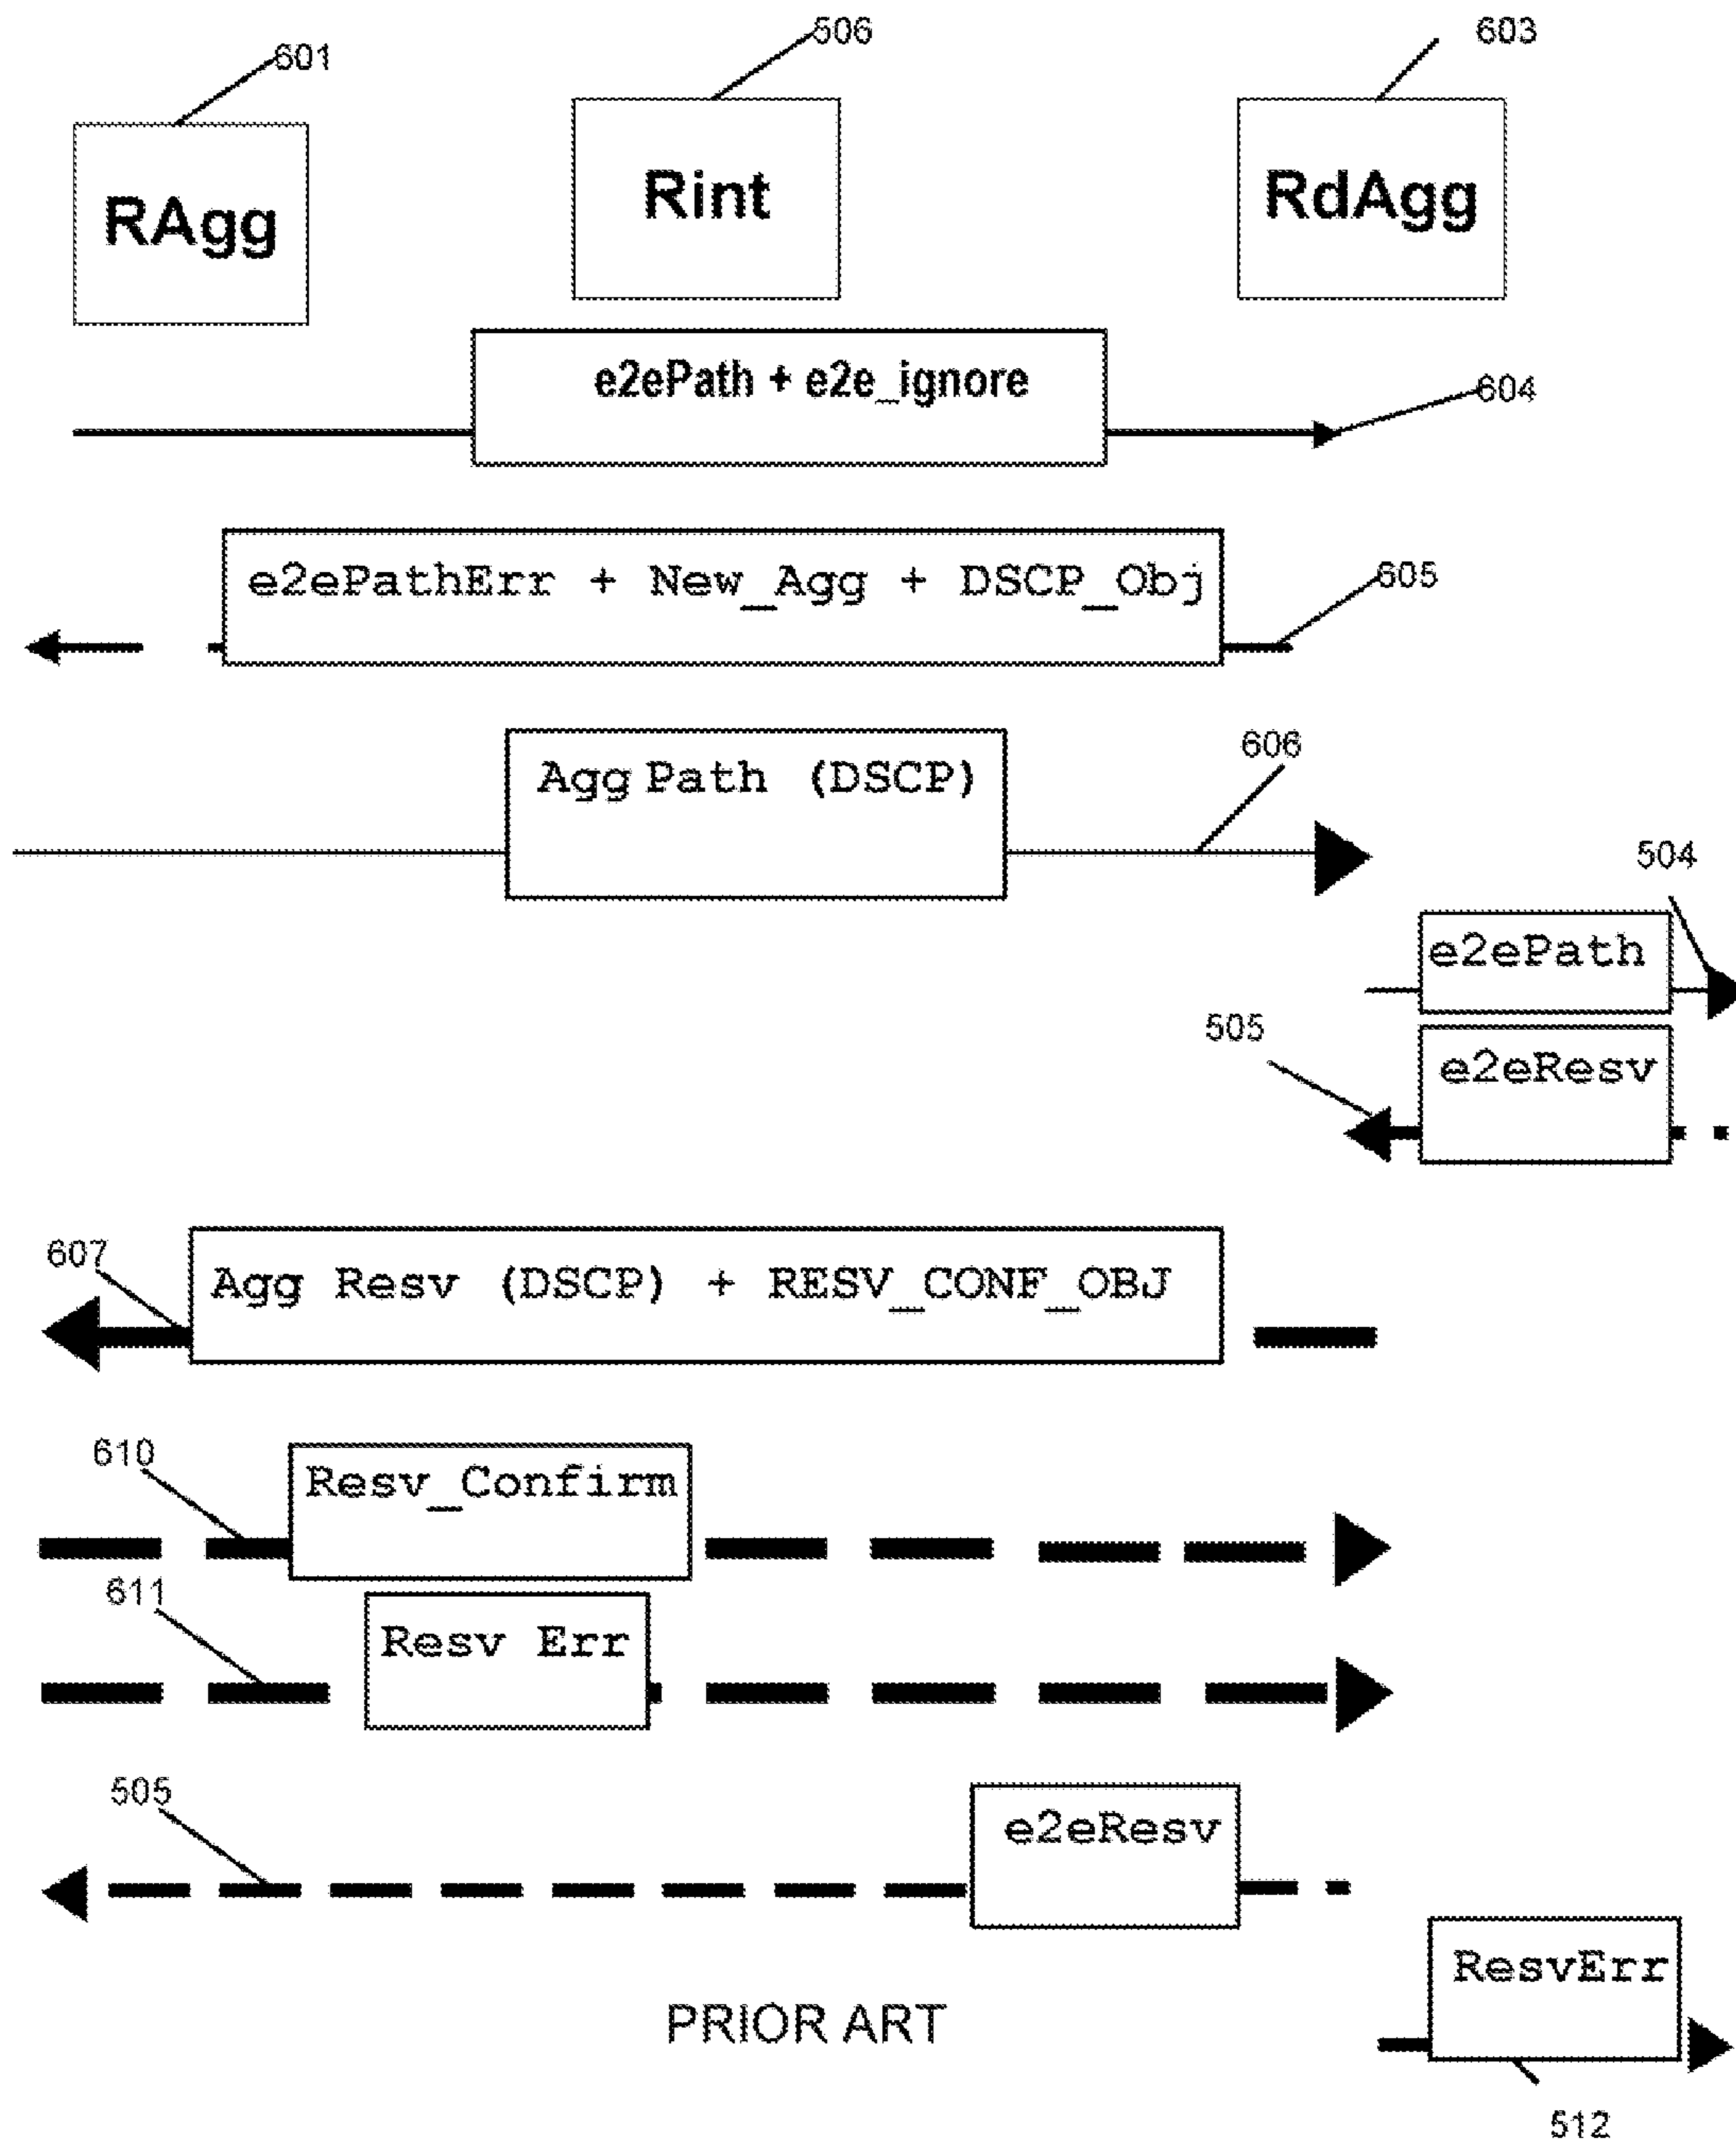 601
506
603
RAgg
Rint
RdAgg
e2ePath + e2e_ignore
604
e2ePathErr + New_Agg + DSCP_Obj
605
Agg Path (DSCP)
606
504
e2ePath
505
e2eResv
607
Agg Resv (DSCP) + RESV_CONF_OBJ
610
Resv_Confirm
611
Resv Err
505
e2eResv
ResvErr
PRIOR ART
512